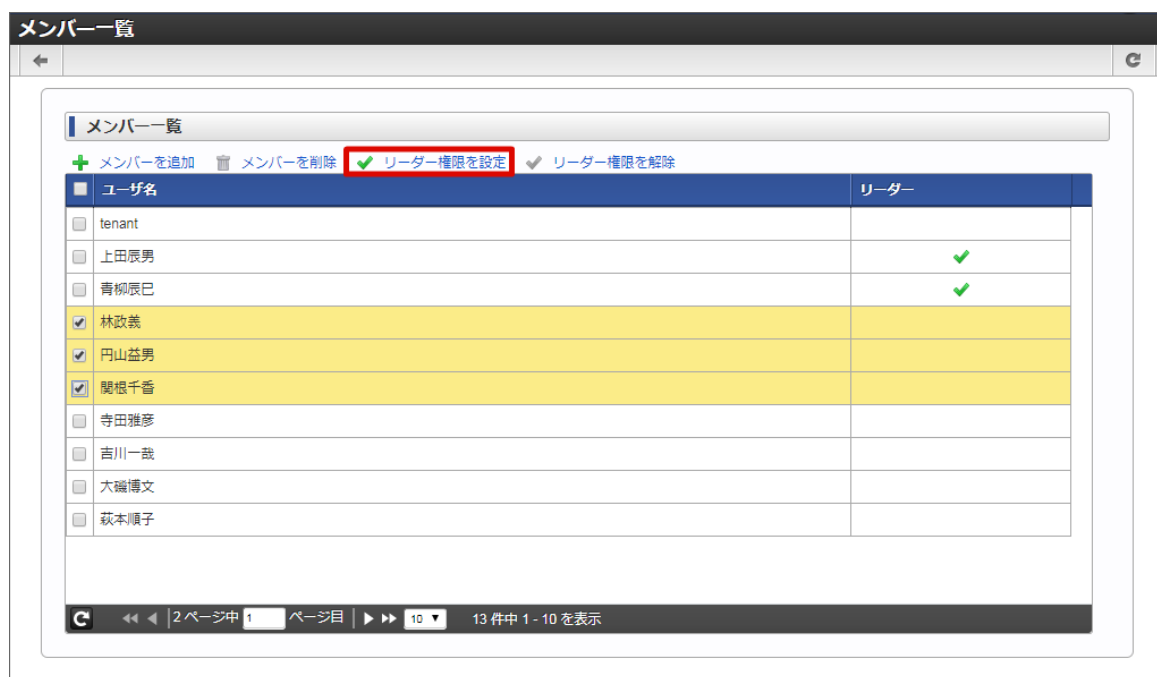 メンバー一覧
メンバー一覧
メンバーを追加 メンバーを削除 リーダー権限を設定 リーダー権限を解除
ユーザ名 リーダー
tenant
上田辰男
青柳辰巳
林政義
円山益男
関根千香
寺田雅彦
吉川一哉
大磯博文
萩本順子
2 ページ中 1 ページ目 10 13 件中 1 - 10 を表示